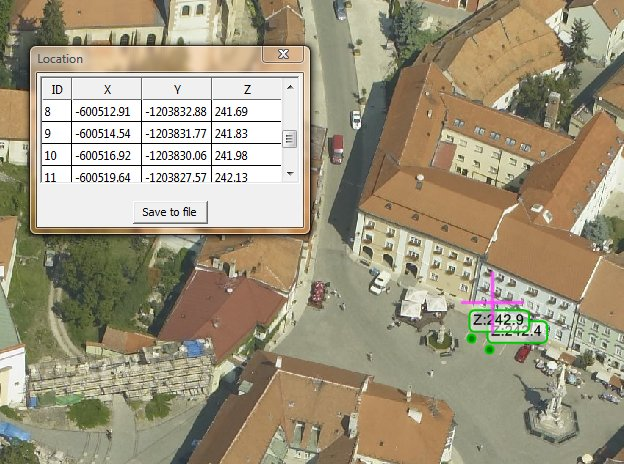 Location
ID X Y Z
8 -600512.91 -1203832.88 241.69
9 -600514.54 -1203831.77 241.83
10 -600516.92 -1203830.06 241.98
11 -600519.64 -1203827.57 242.13
Save to file
Z:242.9
Z:242.4